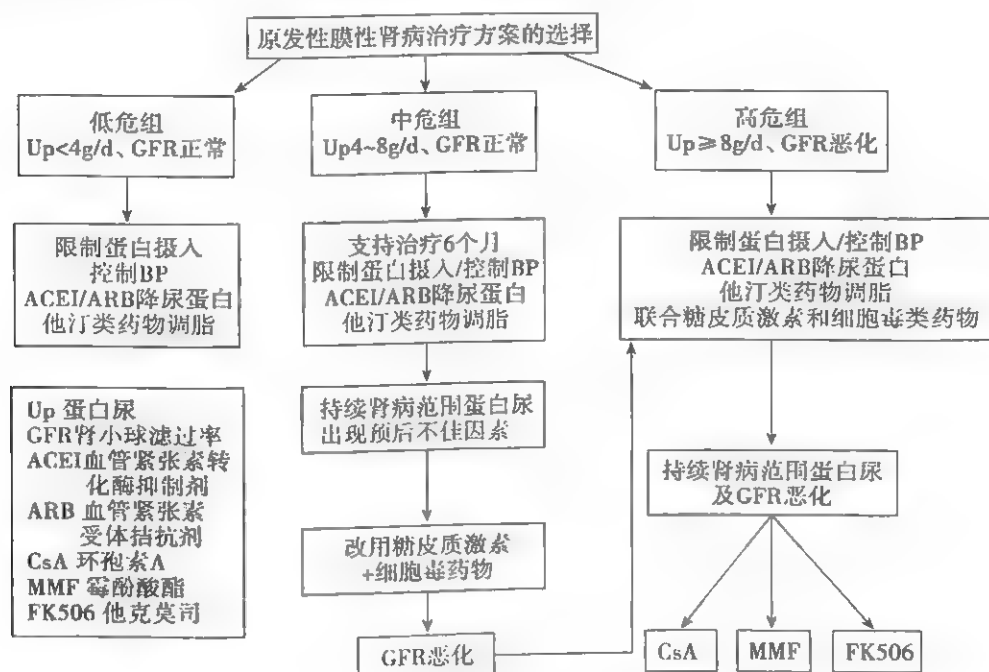 原发性膜性肾病治疗方案的选择
低危组
Up<4g/d、GFR正常
中危组
Up4~8g/d、GFR正常
高危组
Up≥8g/d、GFR恶化
限制蛋白摄入
控制BP
ACEI/ARB降尿蛋白
他汀类药物调脂
支持治疗6个月
限制蛋白摄入/控制BP
ACEI/ARB降尿蛋白
他汀类药物调脂
限制蛋白摄入/控制BP
ACEI/ARB降尿蛋白
他汀类药物调脂
联合糖皮质激素和细胞毒类药物
持续肾病范围蛋白尿
出现预后不佳因素
持续肾病范围蛋白尿
及GFR恶化
改用糖皮质激素
+细胞毒药物
GFR恶化
CsA
MMF
FK506
Up 蛋白尿
GFR肾小球滤过率
ACEI血管紧张素转
化酶抑制剂
ARB 血管紧张素
受体拮抗剂
CsA 环孢素A
MMF 霉酚酸酯
FK506 他克莫司